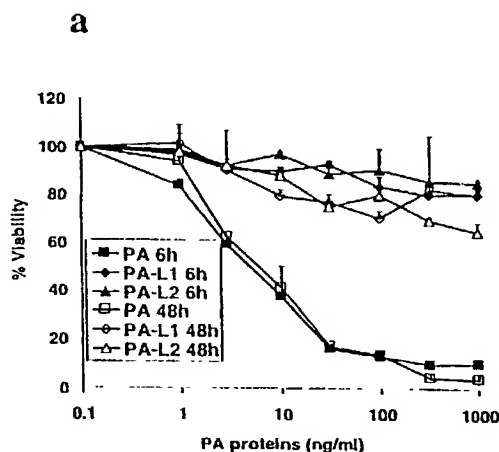 a
120
100
80
60
40
20
0
% Viability
PA 6h
PA-L1 6h
PA-L2 6h
PA 48h
PA-L1 48h
PA-L2 48h
0.1 1 10 100 1000
PA proteins (ng/ml)